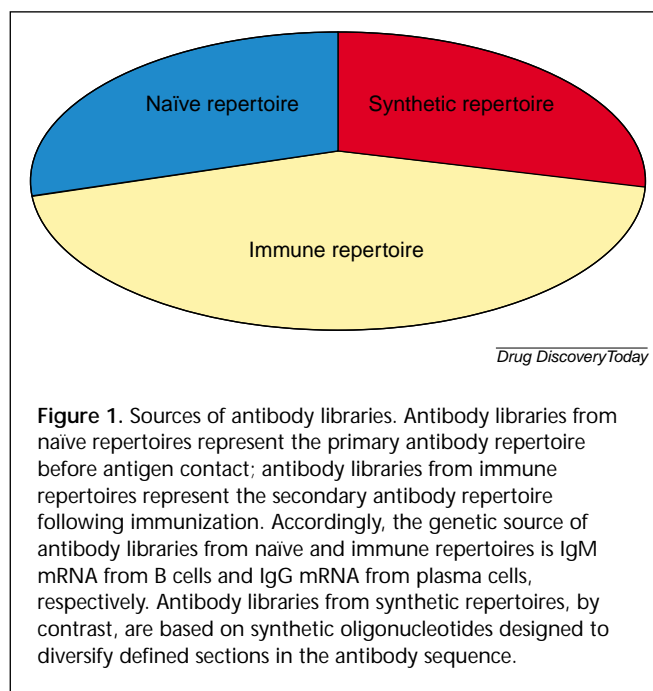 Naïve repertoire
Synthetic repertoire
Immune repertoire
Drug DiscoveryToday
Figure 1. Sources of antibody libraries. Antibody libraries from
naïve repertoires represent the primary antibody repertoire
before antigen contact; antibody libraries from immune
repertoires represent the secondary antibody repertoire
following immunization. Accordingly, the genetic source of
antibody libraries from naïve and immune repertoires is IgM
mRNA from B cells and IgG mRNA from plasma cells,
respectively. Antibody libraries from synthetic repertoires, by
contrast, are based on synthetic oligonucleotides designed to
diversify defined sections in the antibody sequence.